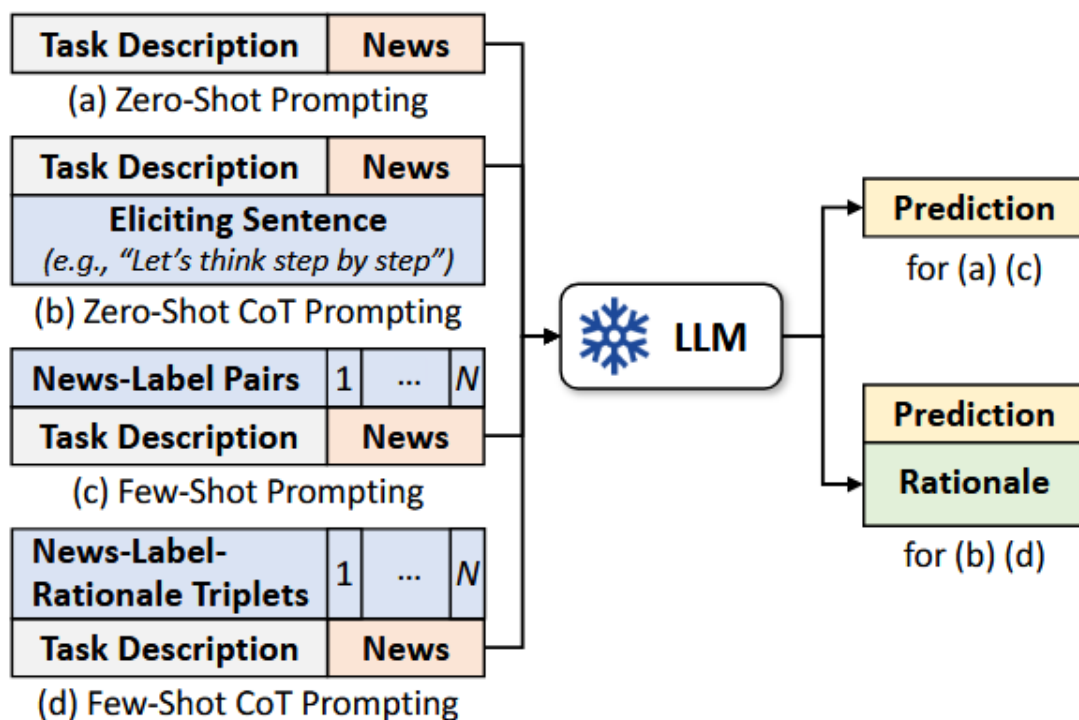 Task Description News
(a) Zero-Shot Prompting
Task Description News
Eliciting Sentence
(e.g., “Let’s think step by step”)
(b) Zero-Shot CoT Prompting
News-Label Pairs 1 ... N
Task Description News
(c) Few-Shot Prompting
News-Label-
Rationale Triplets 1 ... N
Task Description News
(d) Few-Shot CoT Prompting
LLM
Prediction
for (a) (c)
Prediction
Rationale
for (b) (d)